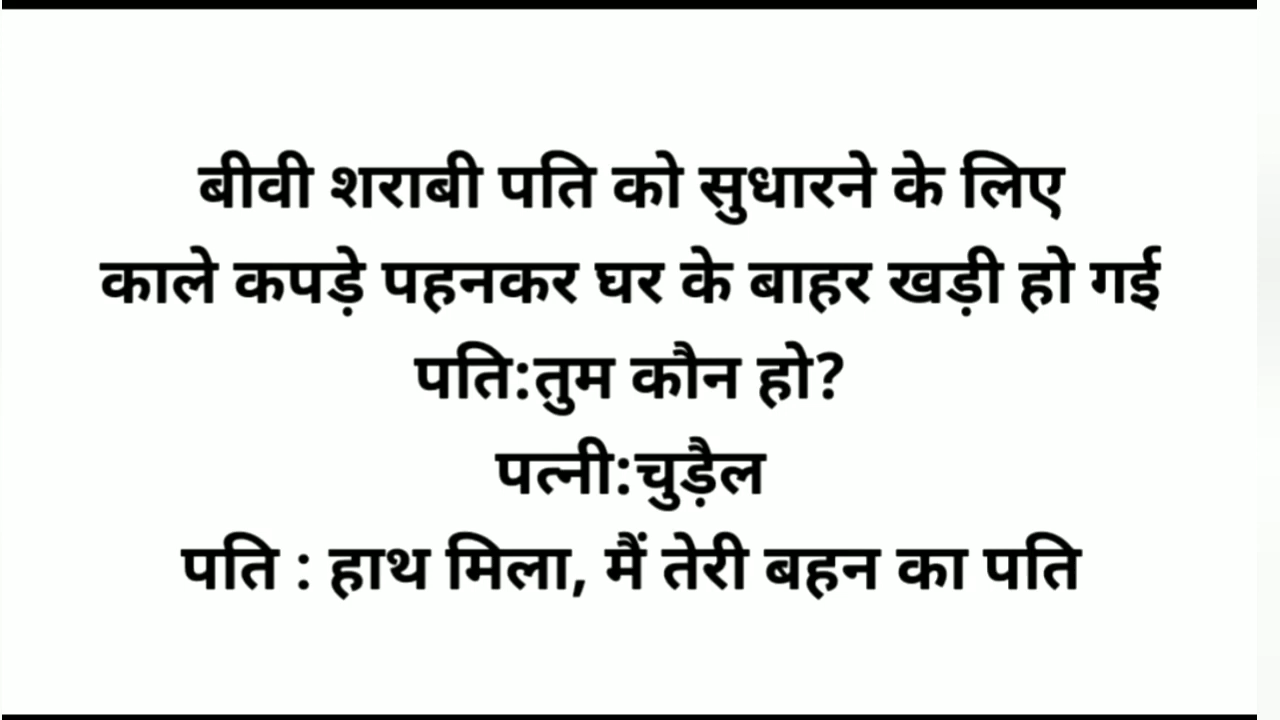 बीवी शराबी पति को सुधारने के लिए
काले कपड़े पहनकर घर के बाहर खड़ी हो गई
पति:तुम कौन हो?
पत्नी:चुड़ैल
पति : हाथ मिला, मैं तेरी बहन का पति